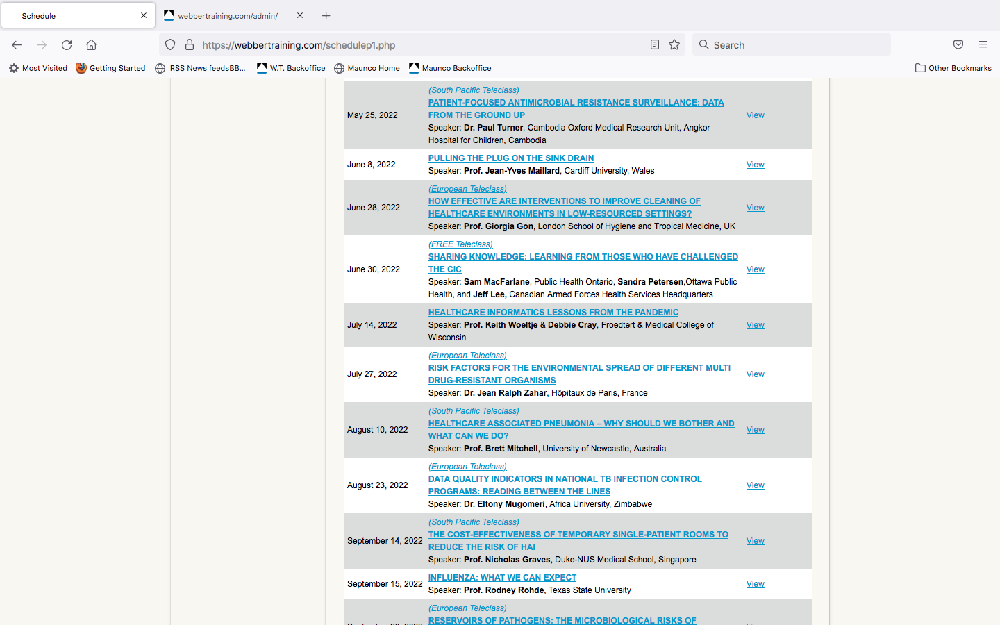 Schedule
webbertraining.com/admin/
https://webbertraining.com/schedulep1.php
Search
Most Visited
Getting Started
RSS News feedsBB...
W.T. Backoffice
Maunco Home
Maunco Backoffice
Other Bookmarks
(South Pacific Teleclass)
PATIENT-FOCUSED ANTIMICROBIAL RESISTANCE SURVEILLANCE: DATA
May 25, 2022
FROM THE GROUND UP
View
Speaker: Dr. Paul Turner, Cambodia Oxford Medical Research Unit, Angkor
Hospital for Children, Cambodia
PULLING THE PLUG ON THE SINK DRAIN
June 8, 2022
View
Speaker: Prof. Jean-Yves Maillard, Cardiff University, Wales
(European Teleclass)
HOW EFFECTIVE ARE INTERVENTIONS TO IMPROVE CLEANING OF
June 28, 2022
View
HEALTHCARE ENVIRONMENTS IN LOW-RESOURCED SETTINGS?
Speaker: Prof. Giorgia Gon, London School of Hygiene and Tropical Medicine, UK
(FREE Teleclass)
SHARING KNOWLEDGE: LEARNING FROM THOSE WHO HAVE CHALLENGED
June 30, 2022
THE CIC
View
Speaker: Sam MacFarlane, Public Health Ontario, Sandra Petersen,Ottawa Public
Health, and Jeff Lee, Canadian Armed Forces Health Services Headquarters
HEALTHCARE INFORMATICS LESSONS FROM THE PANDEMIC
July 14, 2022
Speaker: Prof. Keith Woeltje & Debbie Cray, Froedtert & Medical College of
View
Wisconsin
(European Teleclass)
RISK FACTORS FOR THE ENVIRONMENTAL SPREAD OF DIFFERENT MULTI
July 27, 2022
View
DRUG-RESISTANT ORGANISMS
Speaker: Dr. Jean Ralph Zahar, Hôpitaux de Paris, France
(South Pacific Teleclass)
HEALTHCARE ASSOCIATED PNEUMONIA – WHY SHOULD WE BOTHER AND
August 10, 2022
View
WHAT CAN WE DO?
Speaker: Prof. Brett Mitchell, University of Newcastle, Australia
(European Teleclass)
DATA QUALITY INDICATORS IN NATIONAL TB INFECTION CONTROL
August 23, 2022
View
PROGRAMS: READING BETWEEN THE LINES
Speaker: Dr. Eltony Mugomeri, Africa University, Zimbabwe
(South Pacific Teleclass)
THE COST-EFFECTIVENESS OF TEMPORARY SINGLE-PATIENT ROOMS TO
September 14, 2022
View
REDUCE THE RISK OF HAI
Speaker: Prof. Nicholas Graves, Duke-NUS Medical School, Singapore
INFLUENZA: WHAT WE CAN EXPECT
September 15, 2022
View
Speaker: Prof. Rodney Rohde, Texas State University
(European Teleclass)
RESERVOIRS OF PATHOGENS: THE MICROBIOLOGICAL RISKS OF